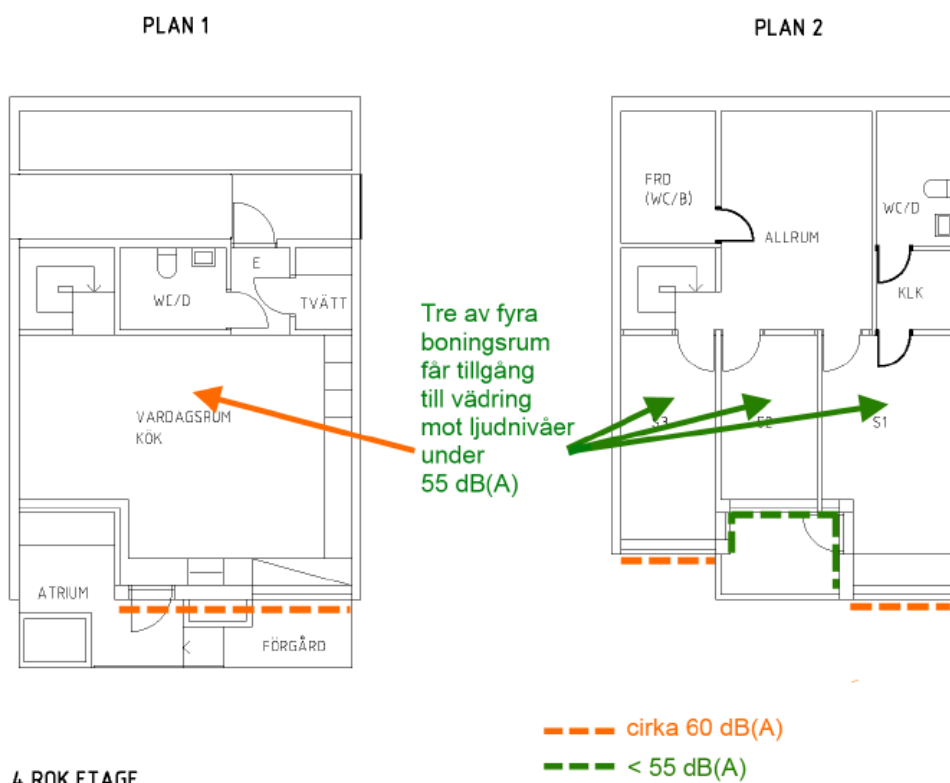 PLAN 1
PLAN 2
FRD
(WC/B)
ALLRUM
WC/D
KLK
E
WC/D
TVÄTT
Tre av fyra
boningsrum
får tillgång
till vädring
mot ljudnivåer
under
55 dB(A)
VARDAGSRUM
KÖK
S3
S2
S1
ATRIUM
FÖRGÅRD
cirka 60 dB(A)
< 55 dB(A)
4 ROK ETAGE